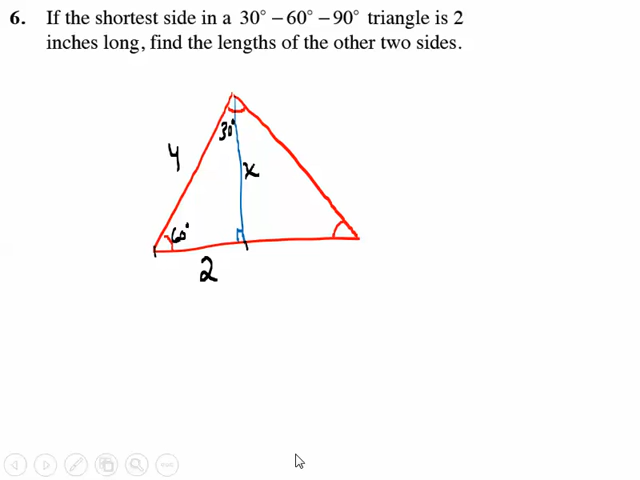 6. If the shortest side in a 30° – 60° – 90° triangle is 2
inches long, find the lengths of the other two sides.
30°
4
x
60°
2